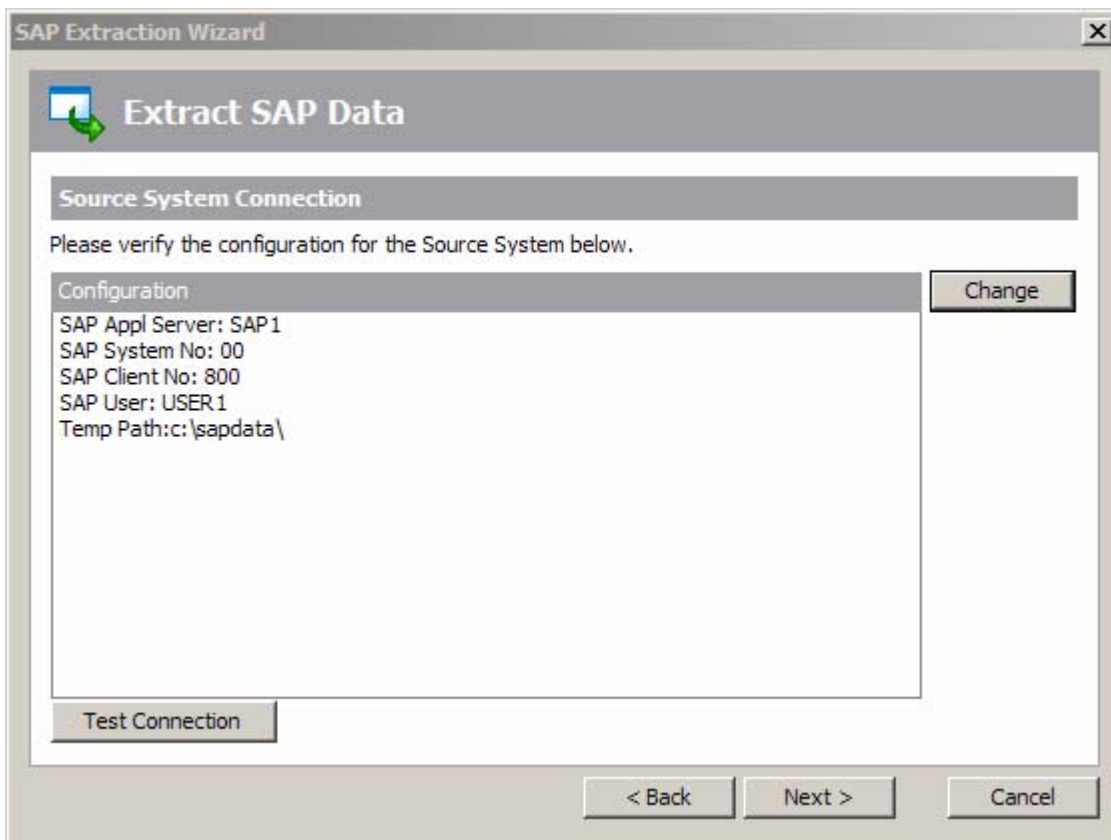 SAP Extraction Wizard
Extract SAP Data
Source System Connection
Please verify the configuration for the Source System below.
Configuration
Change
SAP Appl Server: SAP1
SAP System No: 00
SAP Client No: 800
SAP User: USER1
Temp Path:c:\sapdata\
Test Connection
< Back Next > Cancel